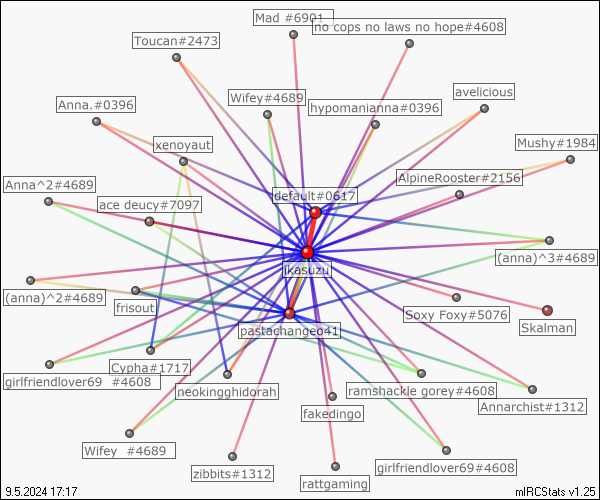 Mad #6901
no cops no laws no hope#4608
Toucan#2473
avelicious
Wifey#4689
Anna.#0396
hypomanianna#0396
xenoyaut
Mushy#1984
AlpineRooster#2156
Anna^2#4689
default#0617
ace deucy#7097
(anna)^3#4689
ikasuzu
(anna)^2#4689
frisout
Soxy Foxy#5076
Skalman
pastachange041
Cypha#1717
girlfriendlover69 #4608
neokingghidorah
ramshackle gorey#4608
Annarchist#1312
fakedingo
Wifey #4689
zibbits#1312
girlfriendlover69#4608
rattgaming
9.5.2024 17:17
mIRCStats v1.25